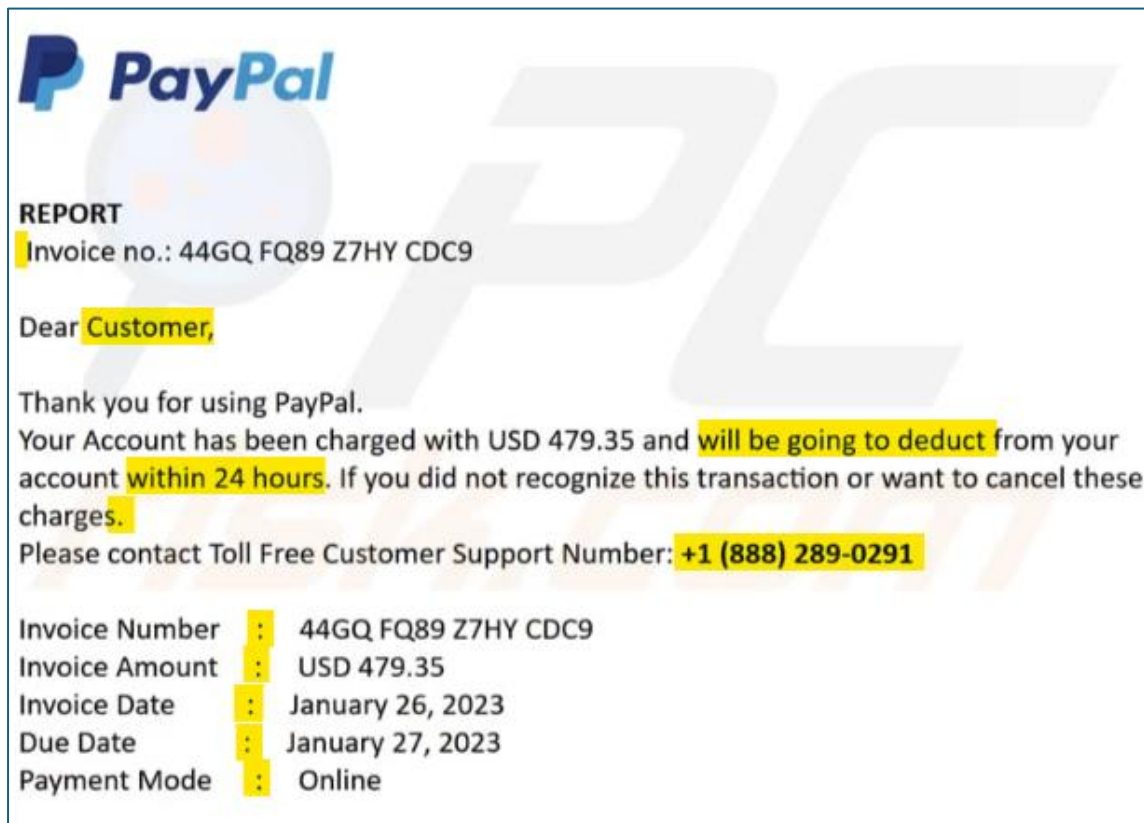 PayPal
REPORT
Invoice no.: 44GQ FQ89 Z7HY CDC9
Dear Customer,
Thank you for using PayPal.
Your Account has been charged with USD 479.35 and will be going to deduct from your
account within 24 hours. If you did not recognize this transaction or want to cancel these
charges.
Please contact Toll Free Customer Support Number: +1 (888) 289-0291
Invoice Number : 44GQ FQ89 Z7HY CDC9
Invoice Amount : USD 479.35
Invoice Date : January 26, 2023
Due Date : January 27, 2023
Payment Mode : Online
PC
risk.com